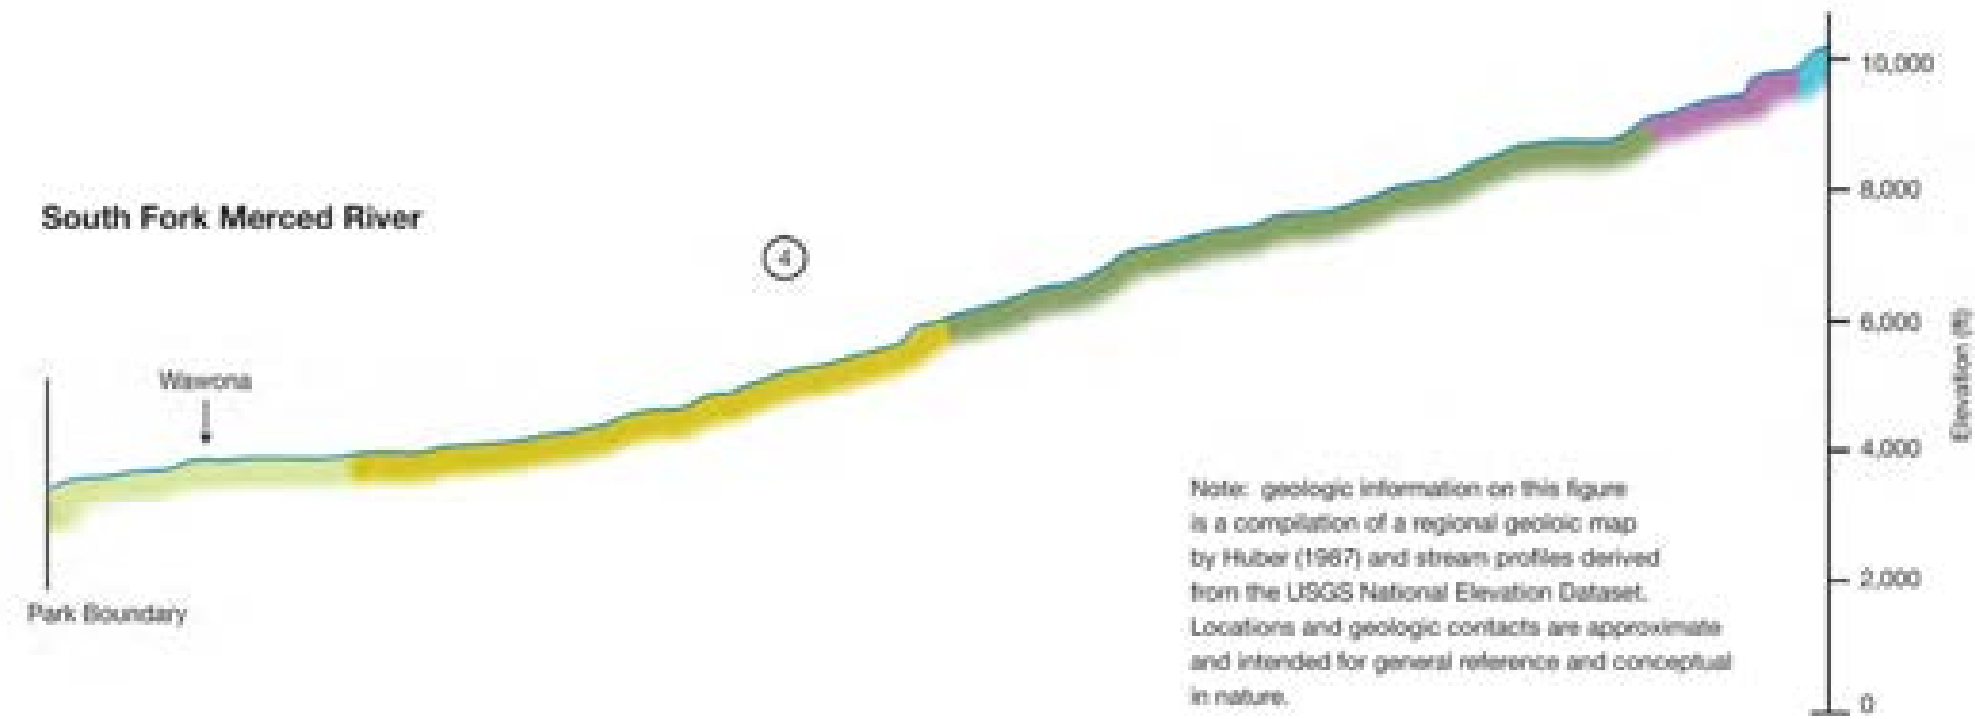 10,000
8,000
South Fork Merced River
4
6,000
Elevation (ft)
Wawona
4,000
Note: geologic information on this figure
is a compilation of a regional geoloic map
by Huber (1987) and stream profiles derived
2,000
from the USGS National Elevation Dataset.
Park Boundary
Locations and geologic contacts are approximate
and intended for general reference and conceptual
in nature.
0